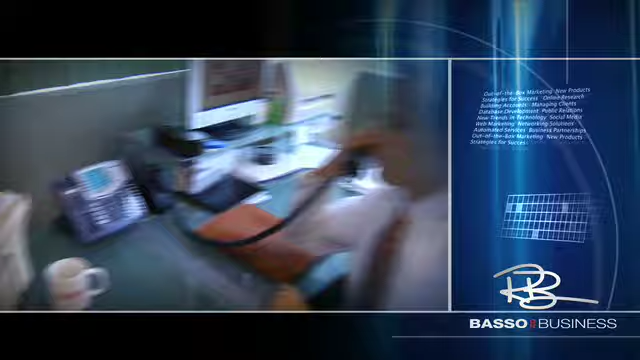 Out-of-the-Box Marketing New Products
Strategies for Success Online Research
Building Accounts Managing Clients
Database Development Public Relations
New Trends in Technology Social Media
Web Marketing Networking Solutions
Automated Services Business Partnerships
Out-of-the-Box Marketing New Products
Strategies for Success
RB
BASSO ON BUSINESS